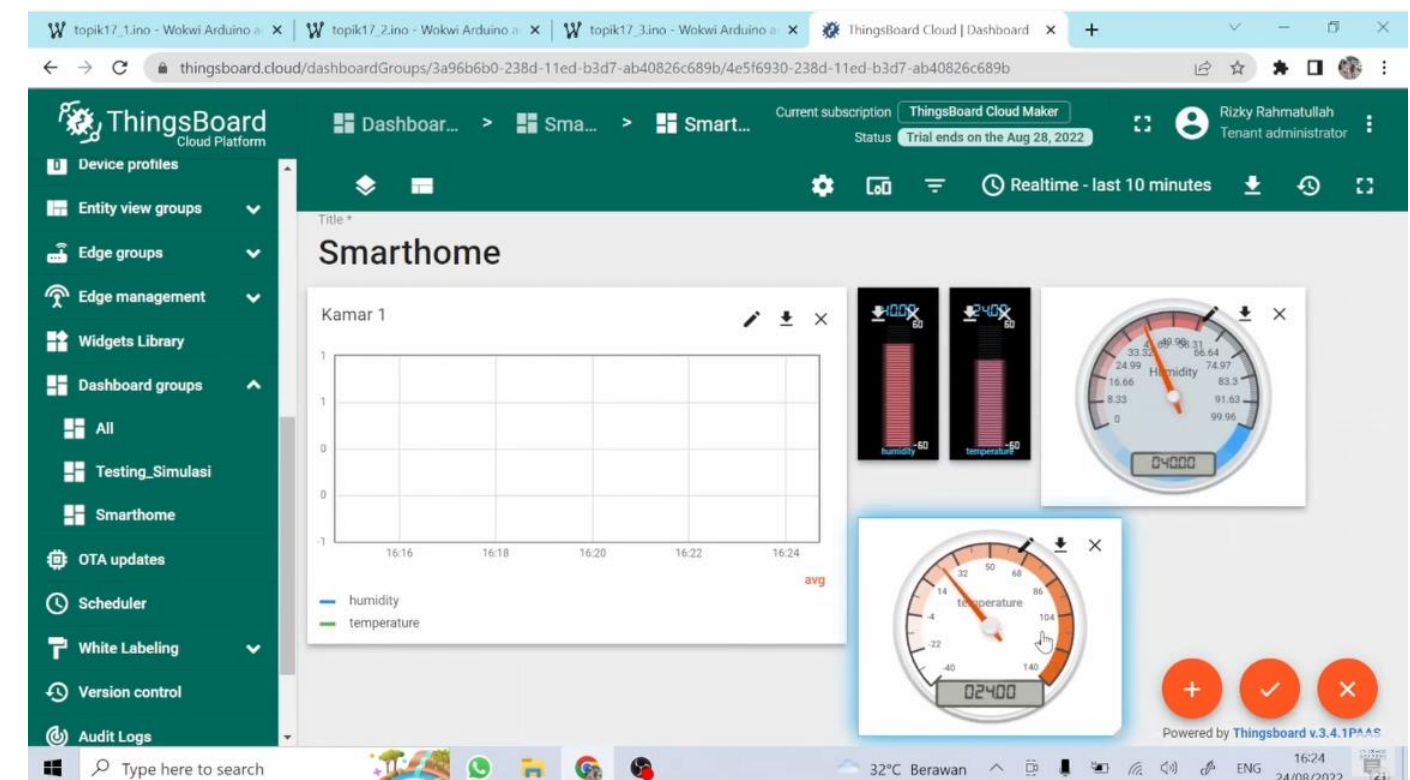 topik17_1.ino - Wokwi Arduino a
topik17_2.ino - Wokwi Arduino a
topik17_3.ino - Wokwi Arduino a
ThingsBoard Cloud | Dashboard
thingsboard.cloud/dashboardGroups/3a96b6b0-238d-11ed-b3d7-ab40826c689b/4e5f6930-238d-11ed-b3d7-ab40826c689b
ThingsBoard
Cloud Platform
Dashboar... > Sma... > Smart...
Current subscription ThingsBoard Cloud Maker
Status Trial ends on the Aug 28, 2022
Rizky Rahmatullah
Tenant administrator
Realtime - last 10 minutes
Device profiles
Entity view groups
Edge groups
Edge management
Widgets Library
Dashboard groups
All
Testing_Simulasi
Smarthome
OTA updates
Scheduler
White Labeling
Version control
Audit Logs
Title *
Smarthome
Kamar 1
1
1
0
0
-1
16:16 16:18 16:20 16:22 16:24
avg
humidity
temperature
60
-60
humidity
60
-60
temperature
0
8.33
16.66
24.99
33.32
66.64
74.97
83.3
91.63
99.96
Humidity
040.00
-40
-22
-4
14
32
50
68
86
104
140
temperature
024.00
Powered by Thingsboard v.3.4.1PAAS
Type here to search
32°C Berawan
ENG
16:24
24/08/2022